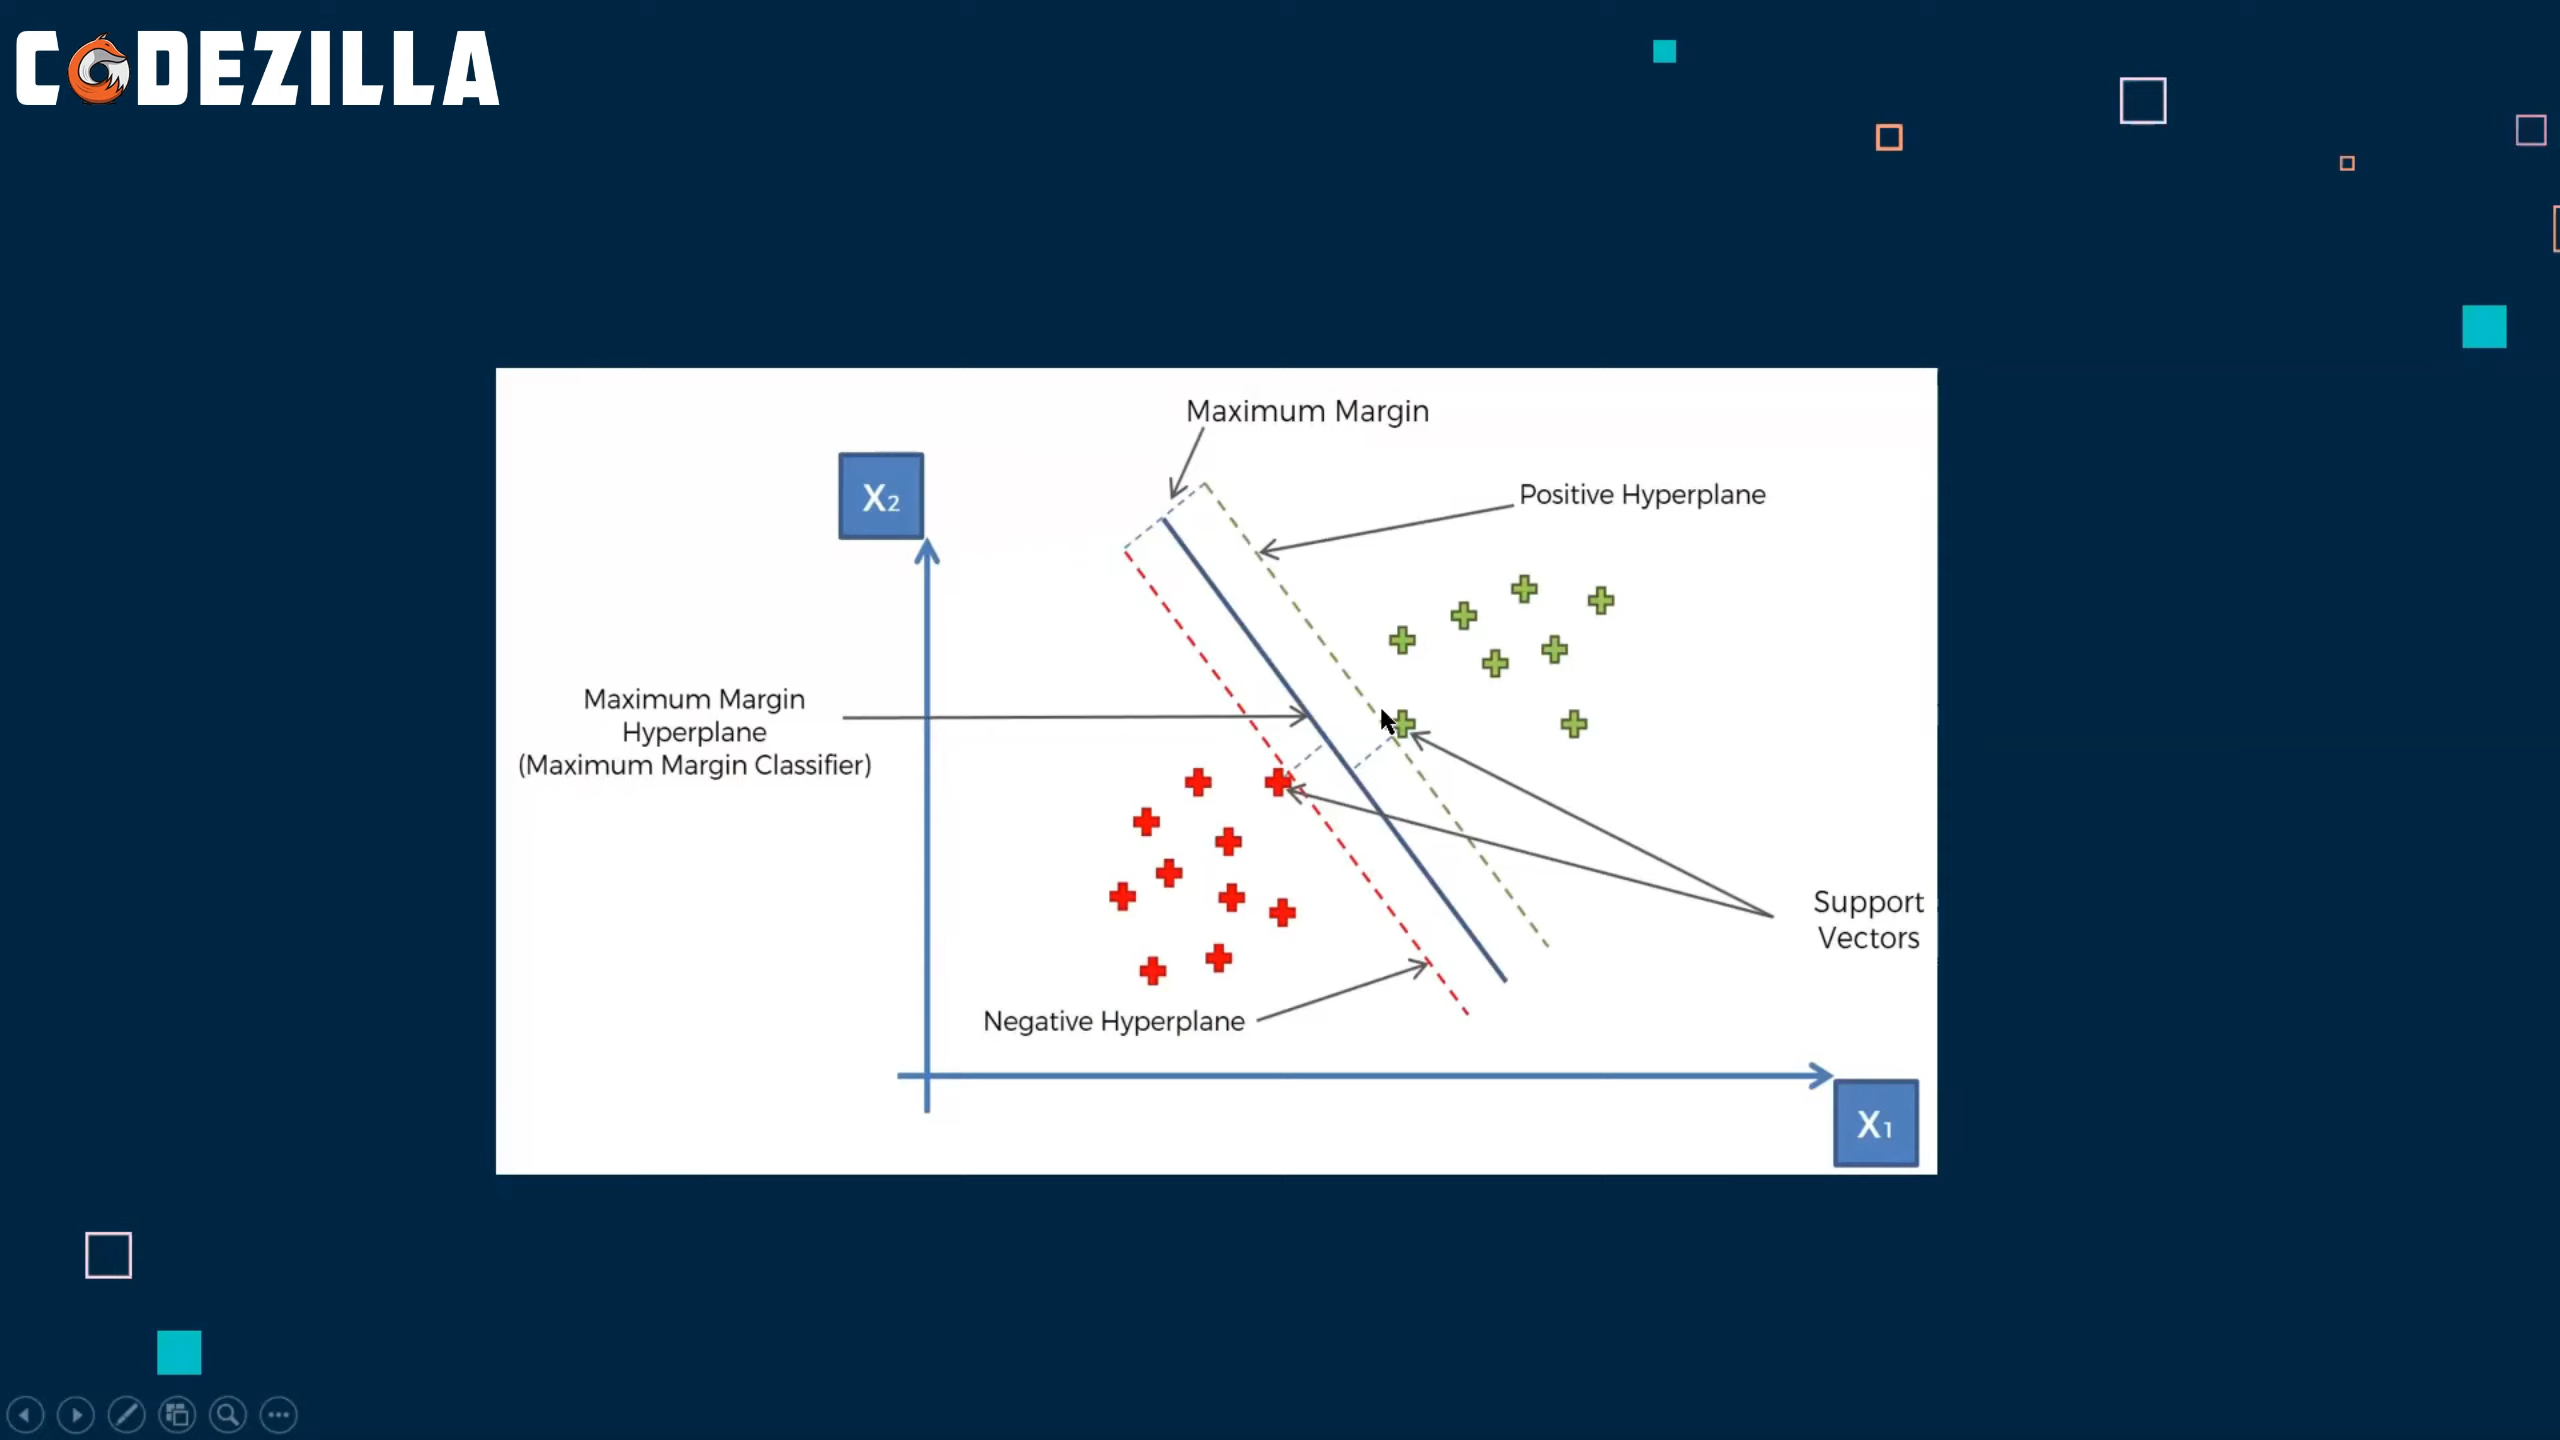 CODEZILLA
Maximum Margin
X2
Positive Hyperplane
Maximum Margin
Hyperplane
(Maximum Margin Classifier)
Support
Vectors
Negative Hyperplane
X1